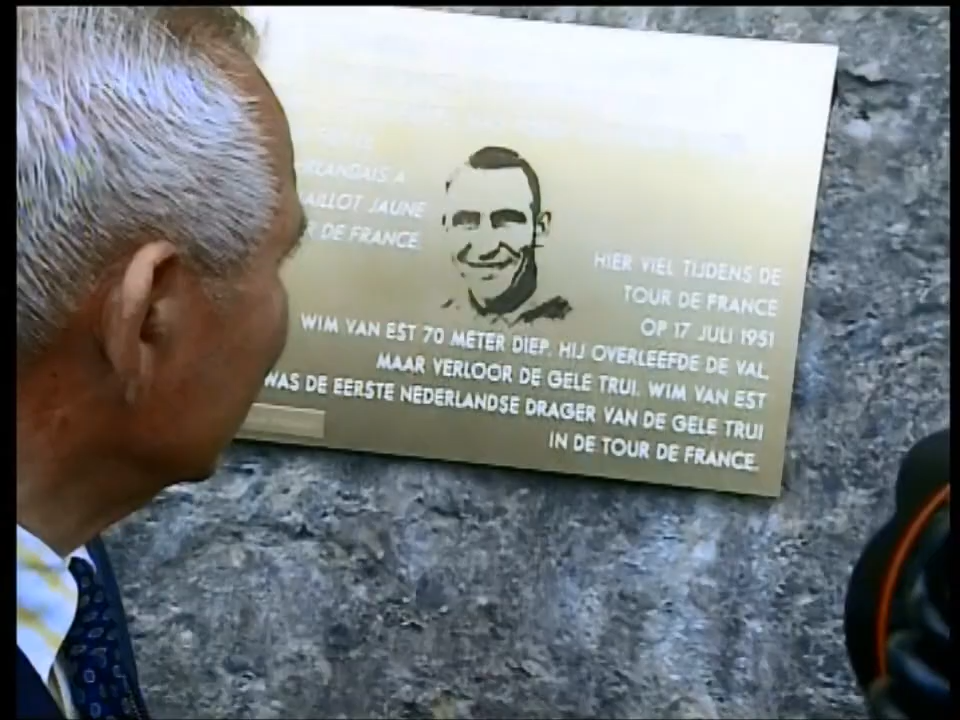 A
JAUNE
DE FRANCE
HIER VIEL TIJDENS DE
TOUR DE FRANCE
OP 17 JULI 1951
WIM VAN EST 70 METER DIEP. HIJ OVERLEEFDE DE VAL,
MAAR VERLOOR DE GELE TRUI. WIM VAN EST
WAS DE EERSTE NEDERLANDSE DRAGER VAN DE GELE TRUI
IN DE TOUR DE FRANCE.